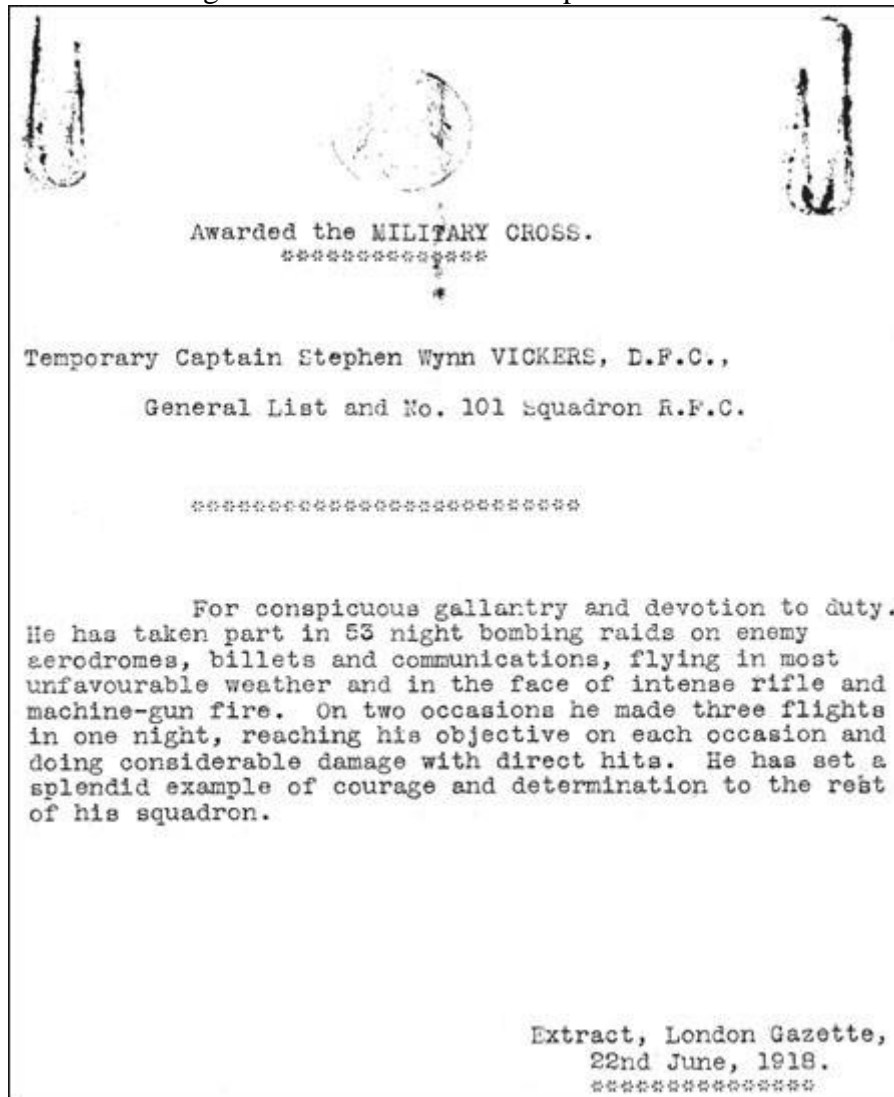 Awarded the MILITARY CROSS.
**************
Temporary Captain Stephen Wynn VICKERS, D.F.C.,
General List and No. 101 Squadron R.F.C.
***************************
For conspicuous gallantry and devotion to duty.
He has taken part in 53 night bombing raids on enemy
aerodromes, billets and communications, flying in most
unfavourable weather and in the face of intense rifle and
machine-gun fire. On two occasions he made three flights
in one night, reaching his objective on each occasion and
doing considerable damage with direct hits. He has set a
splendid example of courage and determination to the rest
of his squadron.
Extract, London Gazette,
22nd June, 1918.
***************